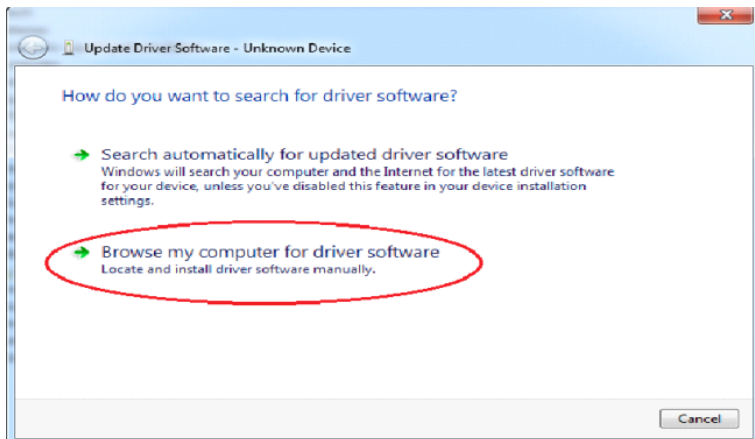 Update Driver Software - Unknown Device
How do you want to search for driver software?
Search automatically for updated driver software
Windows will search your computer and the Internet for the latest driver software
for your device, unless you've disabled this feature in your device installation
settings.
Browse my computer for driver software
Locate and install driver software manually.
Cancel